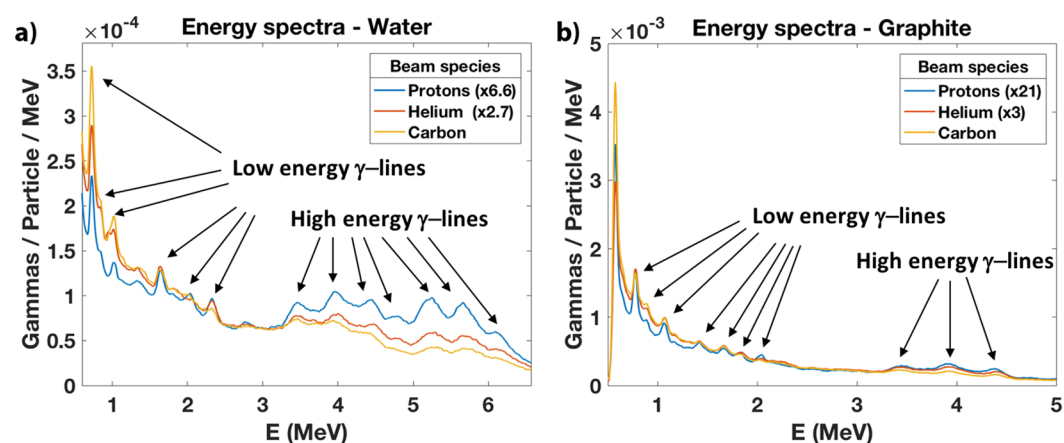 a)
×10⁻⁴
Energy spectra - Water
Gammas / Particle / MeV
3.5
3
2.5
2
1.5
1
0.5
0
Beam species
Protons (x6.6)
Helium (x2.7)
Carbon
Low energy γ–lines
High energy γ–lines
1 2 3 4 5 6
E (MeV)
b)
×10⁻³
Energy spectra - Graphite
Gammas / Particle / MeV
5
4
3
2
1
0
Beam species
Protons (x21)
Helium (x3)
Carbon
Low energy γ–lines
High energy γ–lines
1 2 3 4 5
E (MeV)